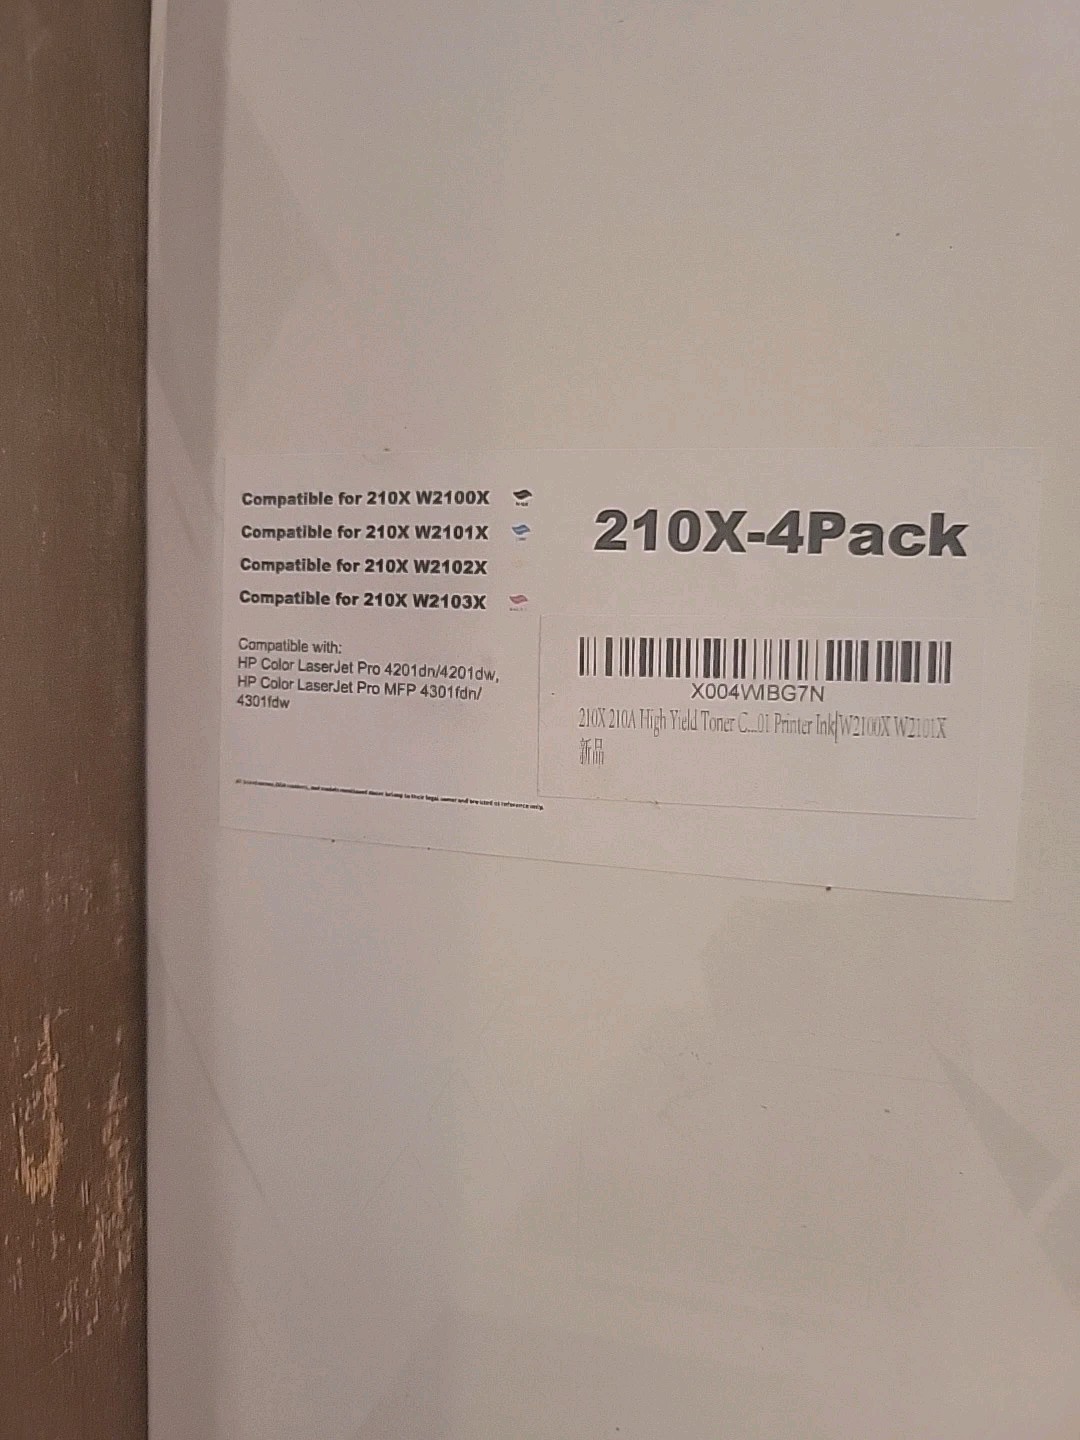 Compatible for 210X W2100X
Compatible for 210X W2101X
Compatible for 210X W2102X
Compatible for 210X W2103X
Compatible with:
HP Color LaserJet Pro 4201dn/4201dw,
HP Color LaserJet Pro MFP 4301fdn/
4301fdw
210X-4Pack
X004WIBG7N
210X 210A High Yield Toner C...01 Printer Ink|W2100X W2101X
新品